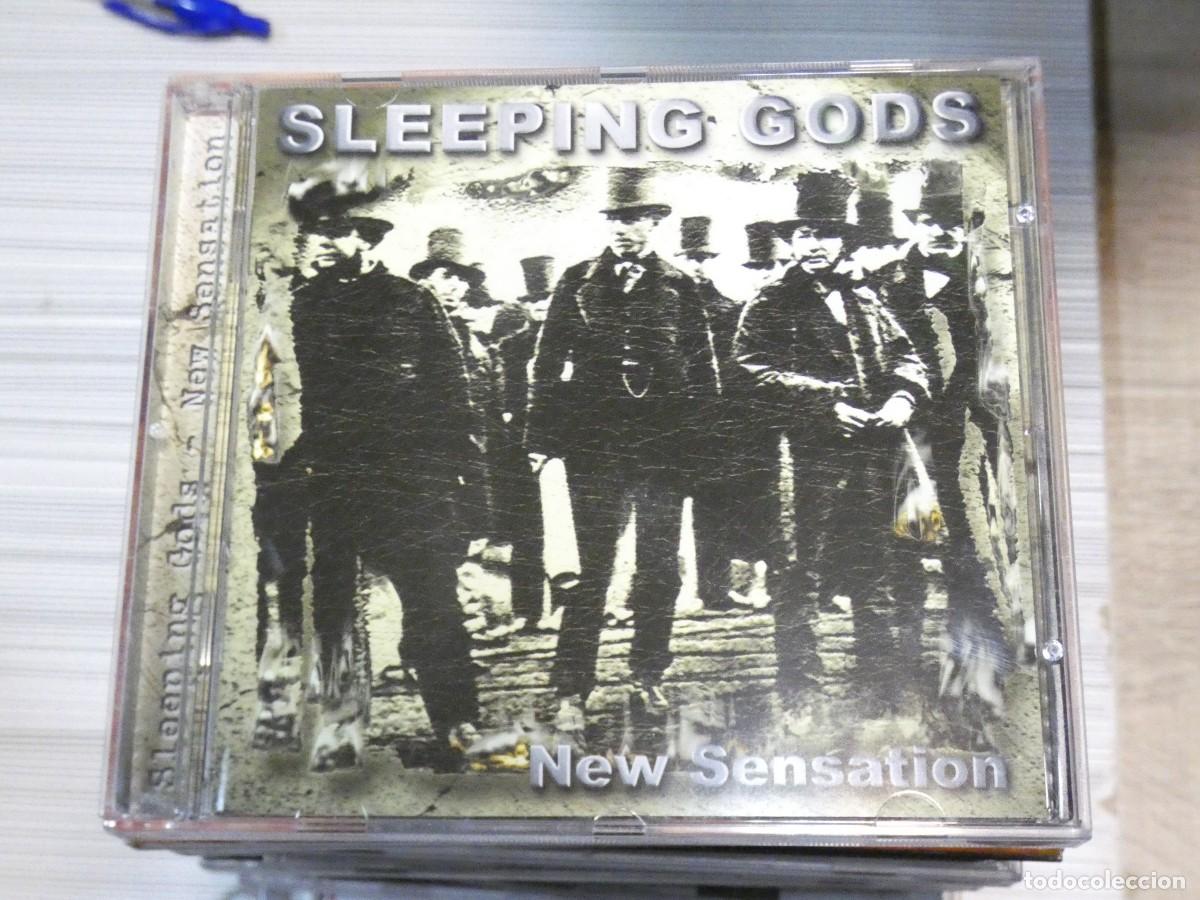 SLEEPING GODS
New Sensation
Sleeping Gods - New Sensation
todocoleccion